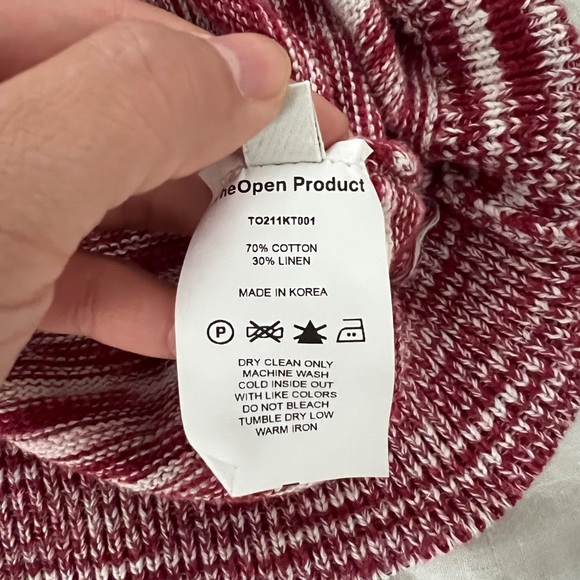 heOpen Product
TO211KT001
70% COTTON
30% LINEN
MADE IN KOREA
P
DRY CLEAN ONLY
MACHINE WASH
COLD INSIDE OUT
WITH LIKE COLORS
DO NOT BLEACH
TUMBLE DRY LOW
WARM IRON